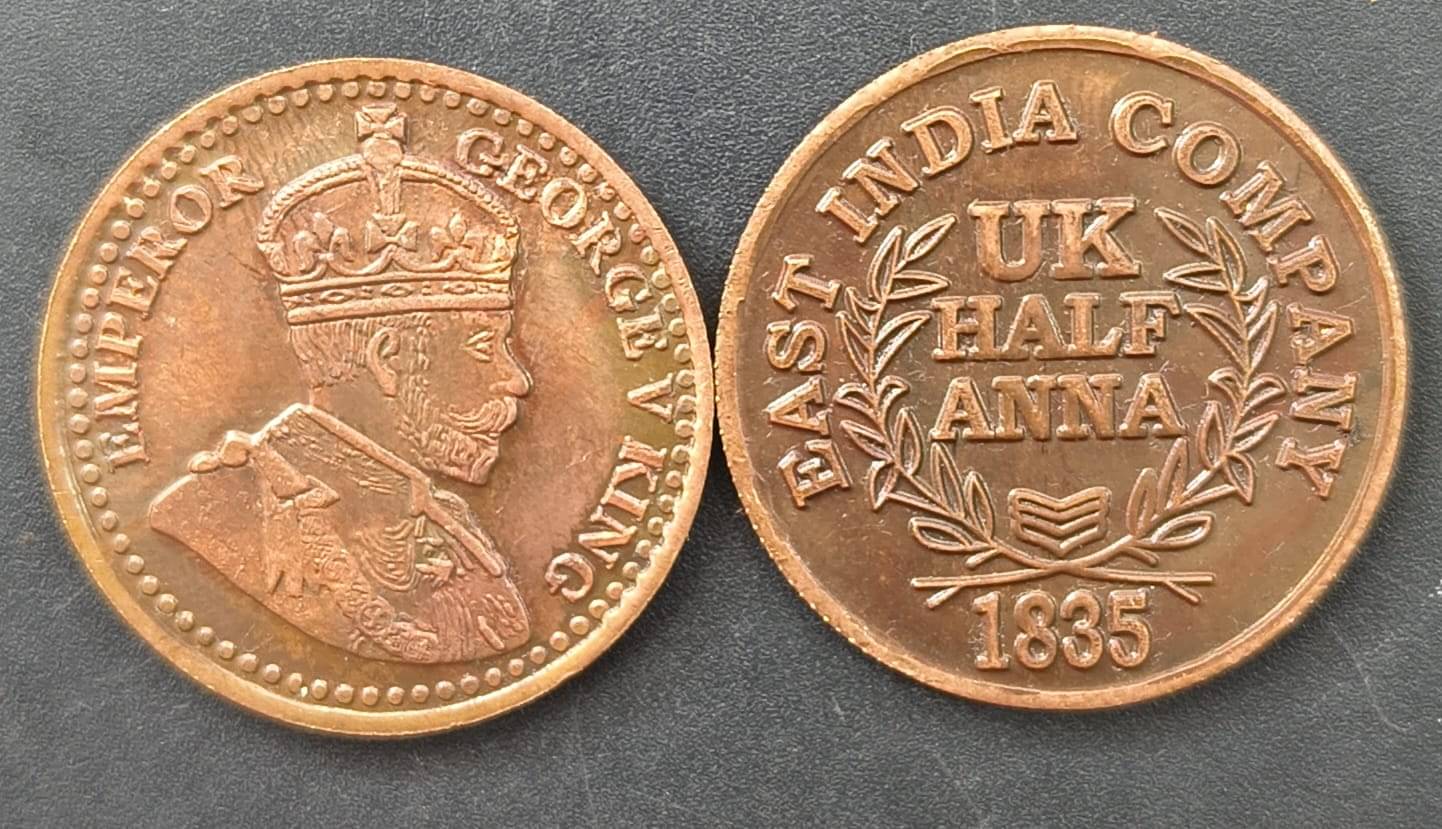 EMPEROR GEORGE V KING
EAST INDIA COMPANY
UK
HALF
ANNA
1835